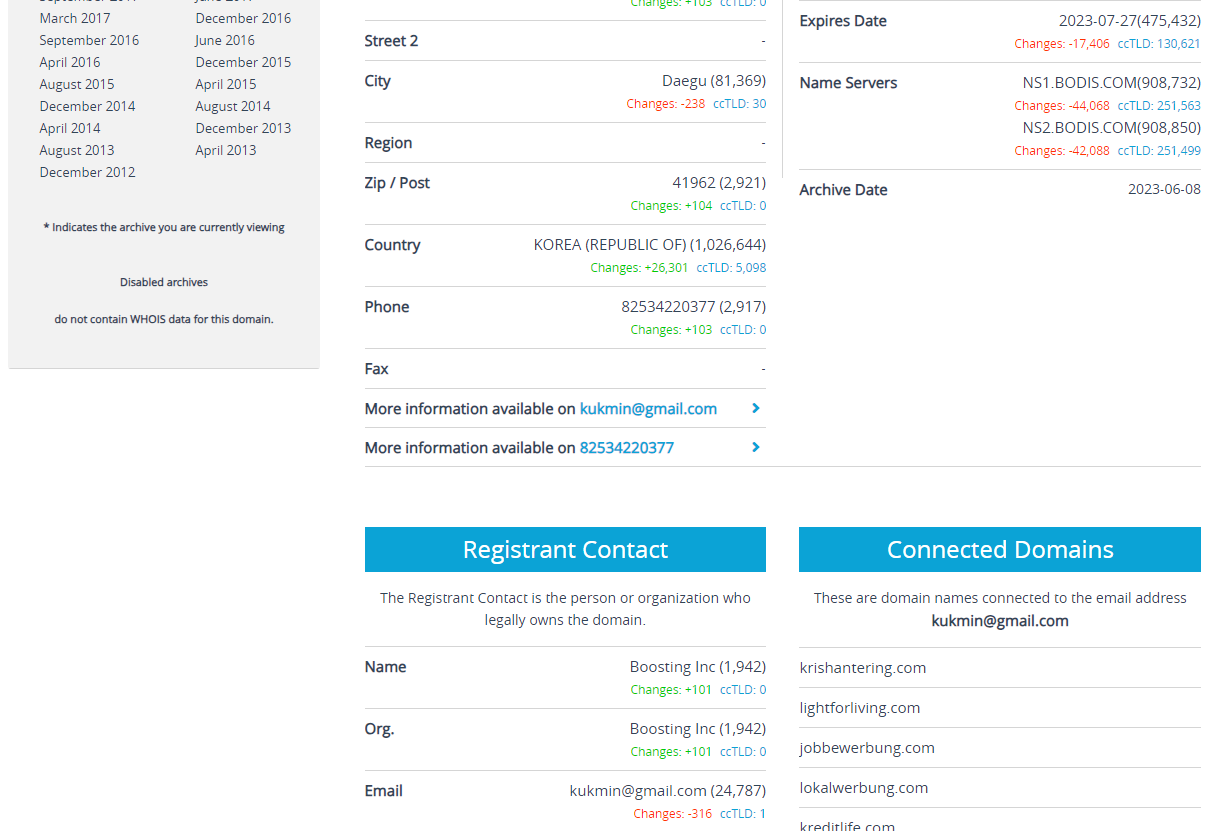 March 2017
December 2016
September 2016
June 2016
April 2016
December 2015
August 2015
April 2015
December 2014
August 2014
April 2014
December 2013
August 2013
April 2013
December 2012
* Indicates the archive you are currently viewing
Disabled archives
do not contain WHOIS data for this domain.
Changes: +103 ccTLD: 0
Street 2 -
City Daegu (81,369)
Changes: -238 ccTLD: 30
Region -
Zip / Post 41962 (2,921)
Changes: +104 ccTLD: 0
Country KOREA (REPUBLIC OF) (1,026,644)
Changes: +26,301 ccTLD: 5,098
Phone 82534220377 (2,917)
Changes: +103 ccTLD: 0
Fax -
More information available on kukmin@gmail.com
More information available on 82534220377
Expires Date 2023-07-27(475,432)
Changes: -17,406 ccTLD: 130,621
Name Servers NS1.BODIS.COM(908,732)
Changes: -44,068 ccTLD: 251,563
NS2.BODIS.COM(908,850)
Changes: -42,088 ccTLD: 251,499
Archive Date 2023-06-08
Registrant Contact
The Registrant Contact is the person or organization who
legally owns the domain.
Name Boosting Inc (1,942)
Changes: +101 ccTLD: 0
Org. Boosting Inc (1,942)
Changes: +101 ccTLD: 0
Email kukmin@gmail.com (24,787)
Changes: -316 ccTLD: 1
Connected Domains
These are domain names connected to the email address
kukmin@gmail.com
krishantering.com
lightforliving.com
jobbewerbung.com
lokalwerbung.com
kreditlife.com